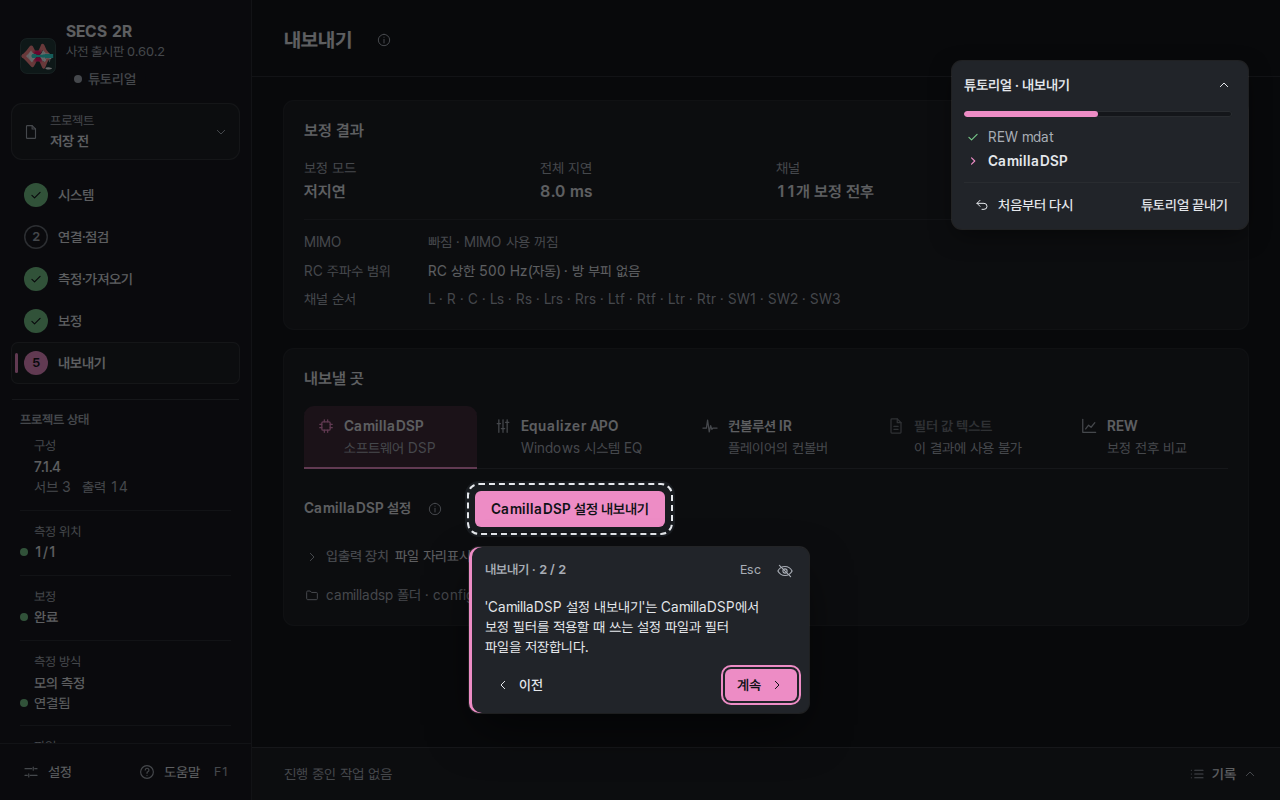 SECS 2R
사전 출시판 0.60.2
튜토리얼
프로젝트
저장 전
시스템
2 연결·점검
측정·가져오기
보정
5 내보내기
프로젝트 상태
구성
7.1.4
서브 3 출력 14
측정 위치
1/1
보정
완료
측정 방식
모의 측정
연결됨
설정
도움말 F1
내보내기
보정 결과
보정 모드
저지연
전체 지연
8.0 ms
채널
11개 보정 전후
MIMO 빠짐 · MIMO 사용 꺼짐
RC 주파수 범위 RC 상한 500 Hz(자동) · 방 부피 없음
채널 순서 L · R · C · Ls · Rs · Lrs · Rrs · Ltf · Rtf · Ltr · Rtr · SW1 · SW2 · SW3
내보낼 곳
CamillaDSP
소프트웨어 DSP
Equalizer APO
Windows 시스템 EQ
컨볼루션 IR
플레이어의 컨볼버
필터 값 텍스트
이 결과에 사용 불가
REW
보정 전후 비교
CamillaDSP 설정
CamillaDSP 설정 내보내기
입출력 장치 파일 자리표시
camilladsp 폴더 · config
내보내기 · 2 / 2
Esc
'CamillaDSP 설정 내보내기'는 CamillaDSP에서
보정 필터를 적용할 때 쓰는 설정 파일과 필터
파일을 저장합니다.
이전
계속
튜토리얼 · 내보내기
REW mdat
CamillaDSP
처음부터 다시
튜토리얼 끝내기
진행 중인 작업 없음
기록